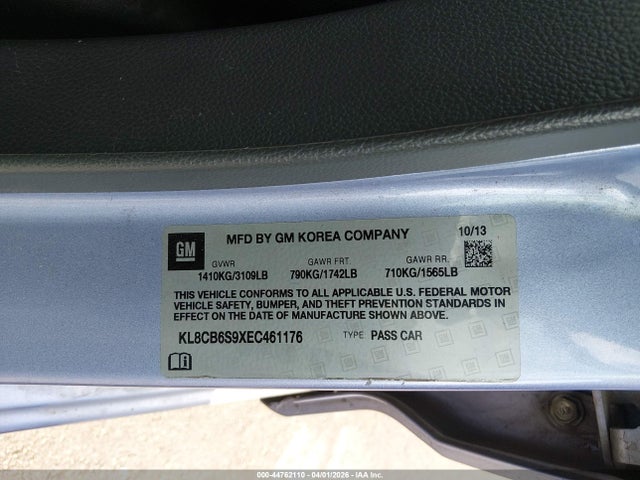 GM
MFD BY GM KOREA COMPANY
10/13
GVWR GAWR FRT. GAWR RR.
1410KG/3109LB 790KG/1742LB 710KG/1565LB
THIS VEHICLE CONFORMS TO ALL APPLICABLE U.S. FEDERAL MOTOR
VEHICLE SAFETY, BUMPER, AND THEFT PREVENTION STANDARDS IN
EFFECT ON THE DATE OF MANUFACTURE SHOWN ABOVE.
KL8CB6S9XEC461176 TYPE PASS CAR
000-44762110 - 04/01/2026 - IAA Inc.